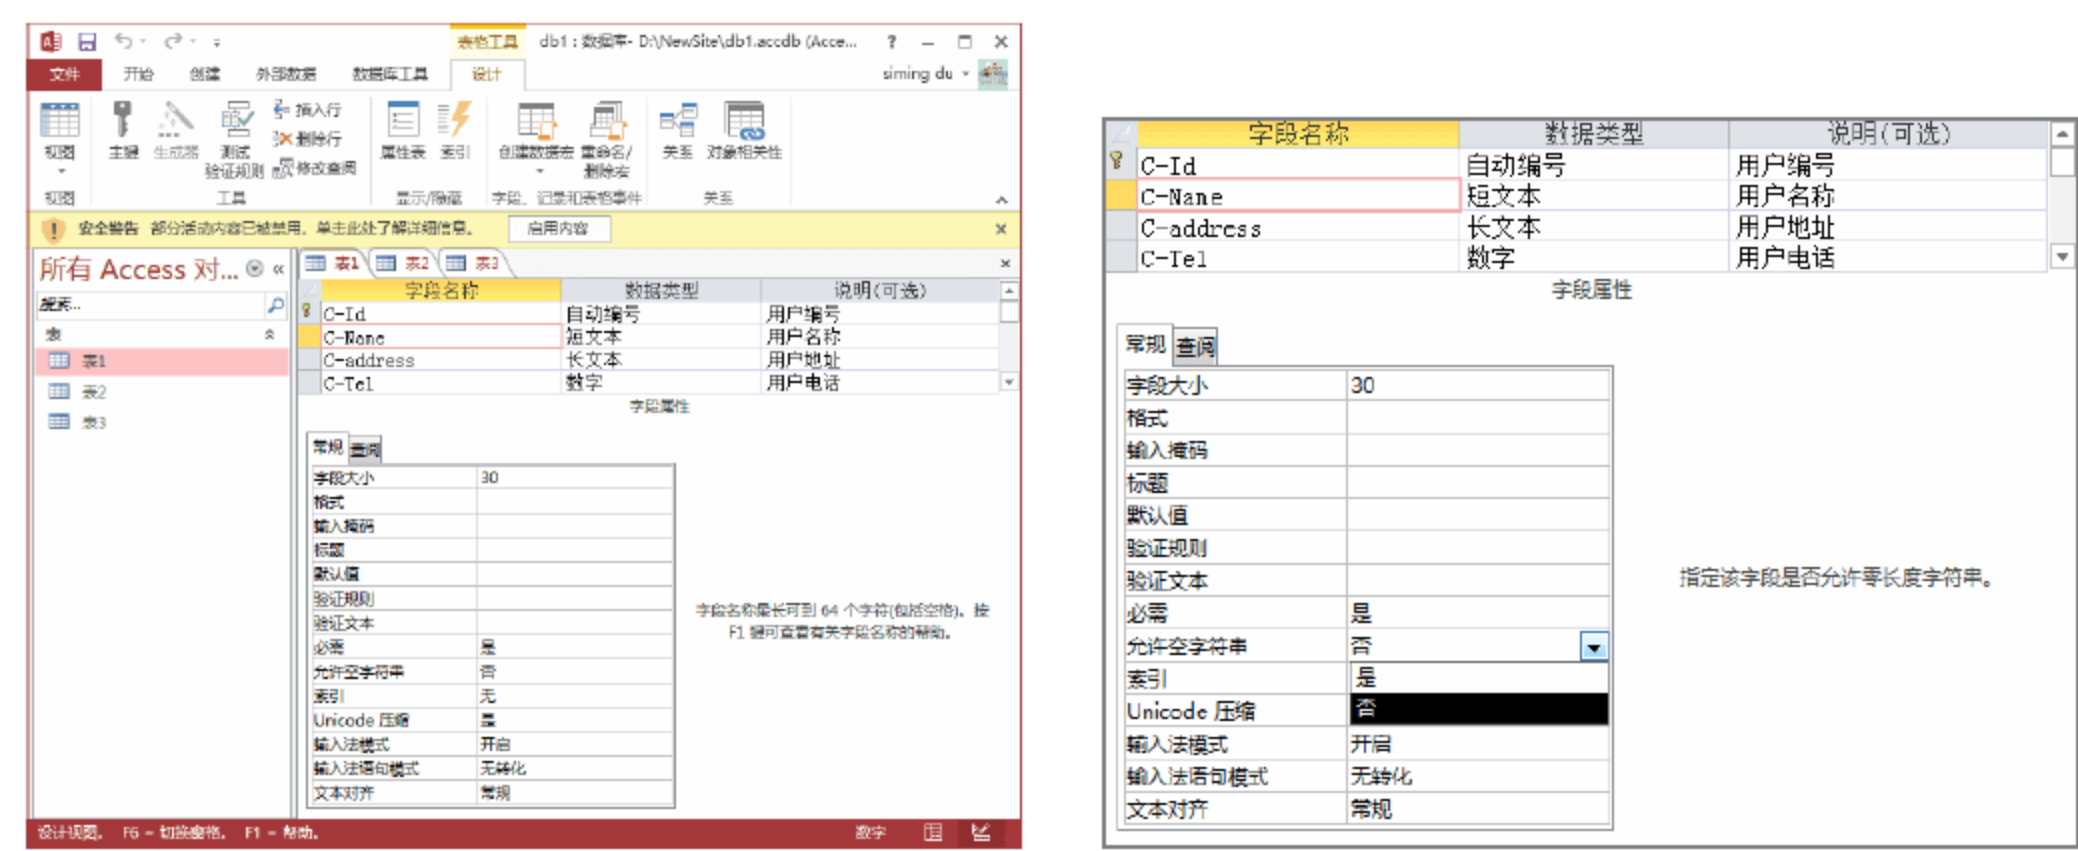 表格工具 db1 : 数据库- D:\NewSite\db1.accdb (Acce... ?
文件 开始 创建 外部数据 数据库工具 设计 siming du
视图 主键 生成器 测试验证规则 插入行 删除行 修改查阅 属性表 索引 创建数据宏 重命名/删除宏 关系 对象相关性
视图 工具 显示/隐藏 字段、记录和表格事件 关系
安全警告 部分活动内容已被禁用。单击此处了解详细信息。 启用内容
所有 Access 对... «
搜索...
表
表1
表2
表3
表1 表2 表3
字段名称 数据类型 说明(可选)
C-Id 自动编号 用户编号
C-Name 短文本 用户名称
C-address 长文本 用户地址
C-Tel 数字 用户电话
字段属性
常规 查阅
字段大小 30
格式
输入掩码
标题
默认值
验证规则
验证文本
必需 是
允许空字符串 否
索引 无
Unicode 压缩 是
输入法模式 开启
输入法语句模式 无转化
文本对齐 常规
字段名称最长可到 64 个字符(包括空格)。按
F1 键可查看有关字段名称的帮助。
设计视图。 F6 = 切换窗格。 F1 = 帮助。 数字
字段名称 数据类型 说明(可选)
C-Id 自动编号 用户编号
C-Name 短文本 用户名称
C-address 长文本 用户地址
C-Tel 数字 用户电话
字段属性
常规 查阅
字段大小 30
格式
输入掩码
标题
默认值
验证规则
验证文本
必需 是
允许空字符串 否
索引 是
Unicode 压缩 否
输入法模式 开启
输入法语句模式 无转化
文本对齐 常规
指定该字段是否允许零长度字符串。